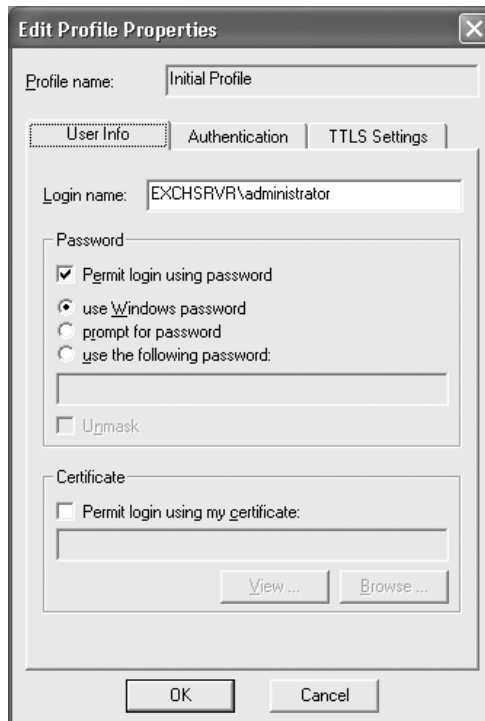 Edit Profile Properties
Profile name: Initial Profile
User Info Authentication TTLS Settings
Login name: EXCHSRVR\administrator
Password
Permit login using password
use Windows password
prompt for password
use the following password:
Unmask
Certificate
Permit login using my certificate:
View ... Browse ...
OK Cancel